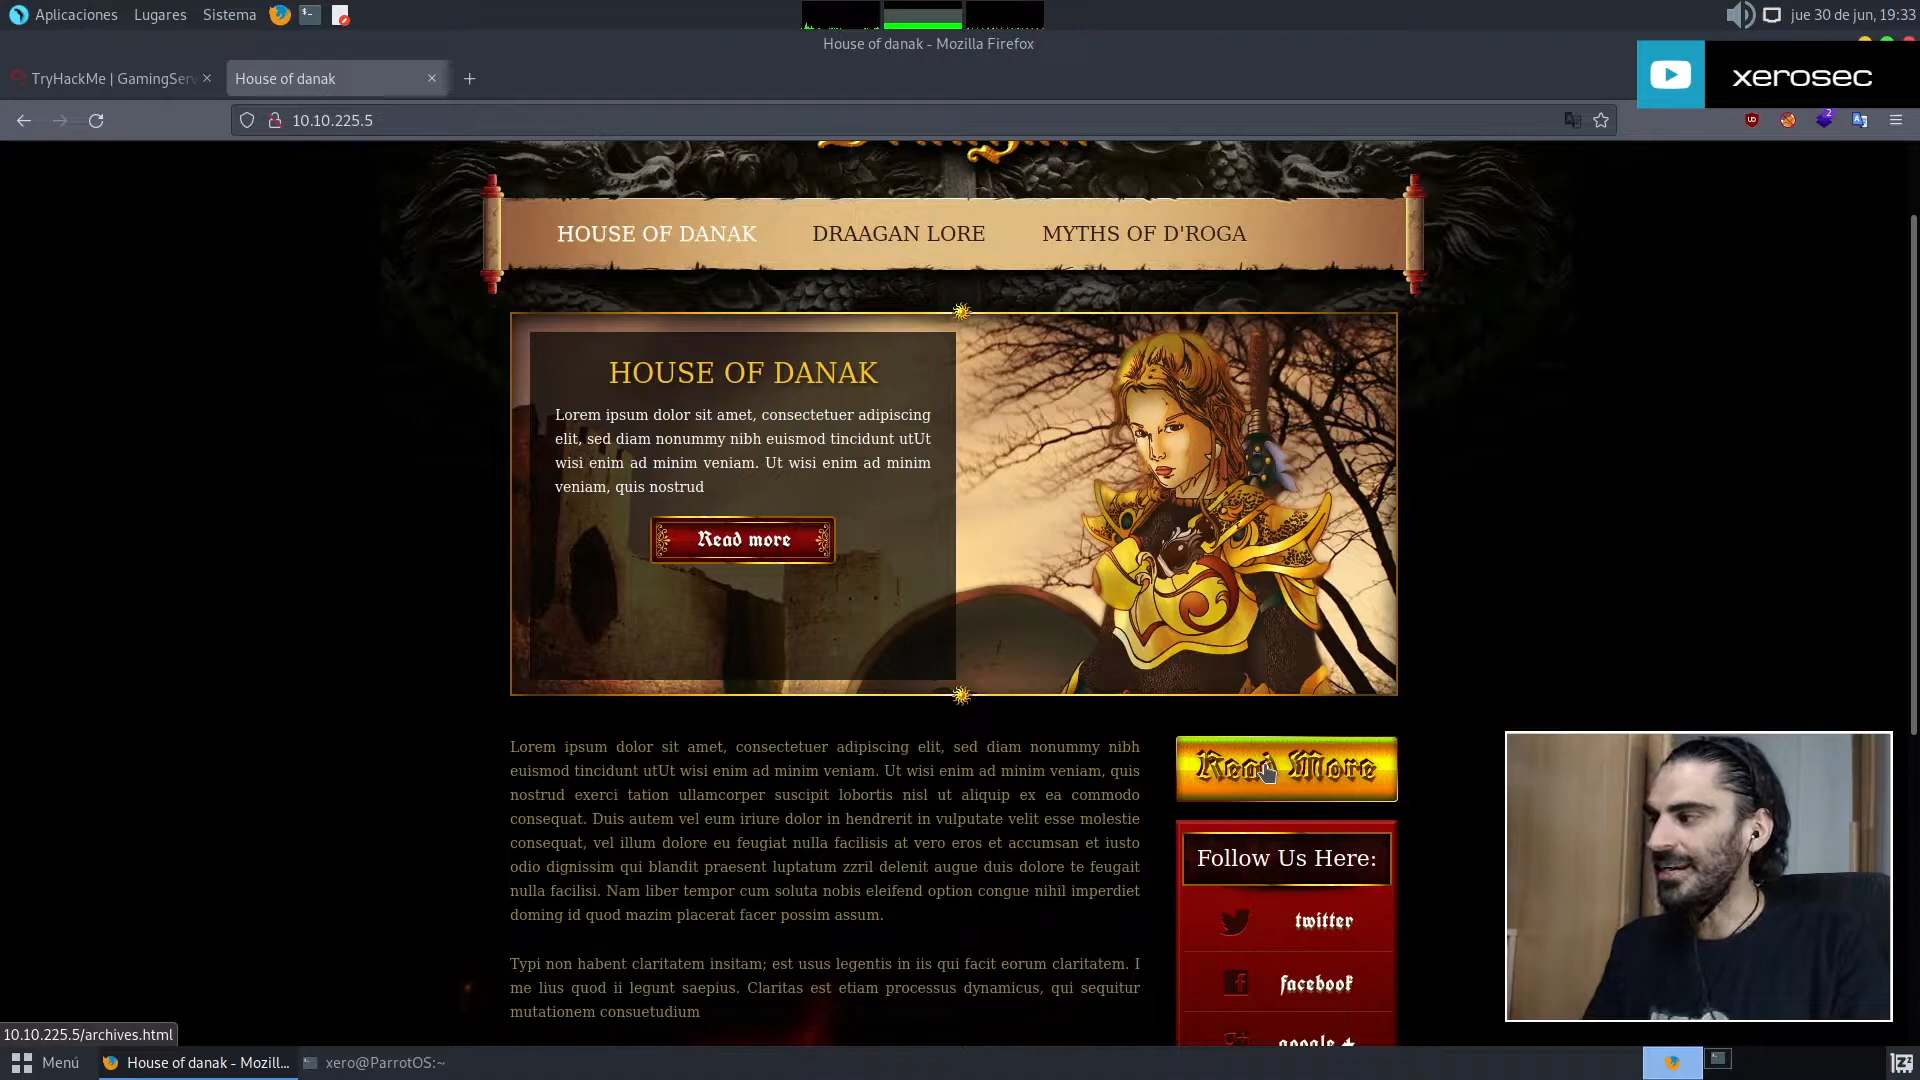 Aplicaciones Lugares Sistema
jue 30 de jun, 19:33
House of danak - Mozilla Firefox
TryHackMe | GamingServ
House of danak
xerosec
10.10.225.5
2
HOUSE OF DANAK
DRAAGAN LORE
MYTHS OF D'ROGA
HOUSE OF DANAK
Lorem ipsum dolor sit amet, consectetuer adipiscing
elit, sed diam nonummy nibh euismod tincidunt utUt
wisi enim ad minim veniam. Ut wisi enim ad minim
veniam, quis nostrud
Read more
Lorem ipsum dolor sit amet, consectetuer adipiscing elit, sed diam nonummy nibh
euismod tincidunt utUt wisi enim ad minim veniam. Ut wisi enim ad minim veniam, quis
nostrud exerci tation ullamcorper suscipit lobortis nisl ut aliquip ex ea commodo
consequat. Duis autem vel eum iriure dolor in hendrerit in vulputate velit esse molestie
consequat, vel illum dolore eu feugiat nulla facilisis at vero eros et accumsan et iusto
odio dignissim qui blandit praesent luptatum zzril delenit augue duis dolore te feugait
nulla facilisi. Nam liber tempor cum soluta nobis eleifend option congue nihil imperdiet
doming id quod mazim placerat facer possim assum.
Typi non habent claritatem insitam; est usus legentis in iis qui facit eorum claritatem. I
me lius quod ii legunt saepius. Claritas est etiam processus dynamicus, qui sequitur
mutationem consuetudium
Read More
Follow Us Here:
twitter
facebook
google +
10.10.225.5/archives.html
Menú
House of danak - Mozill...
xero@ParrotOS:~